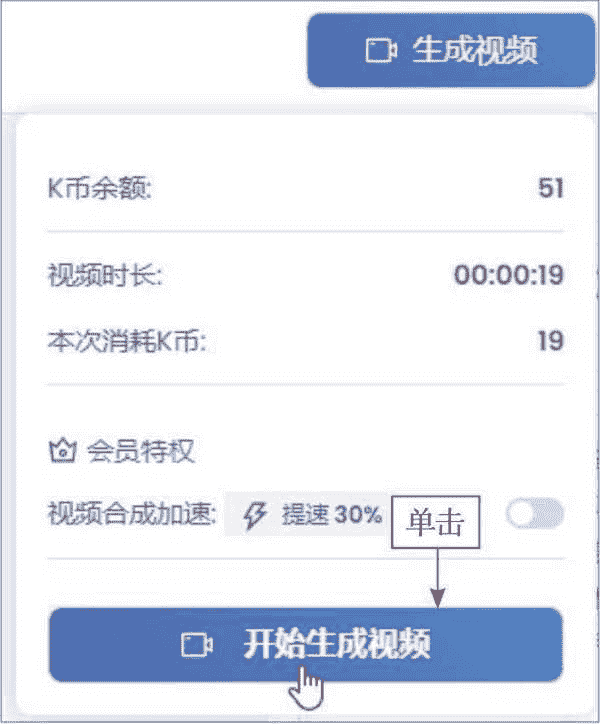 生成视频
K币余额: 51
视频时长: 00:00:19
本次消耗K币: 19
会员特权
视频合成加速: 提速 30%
单击
开始生成视频